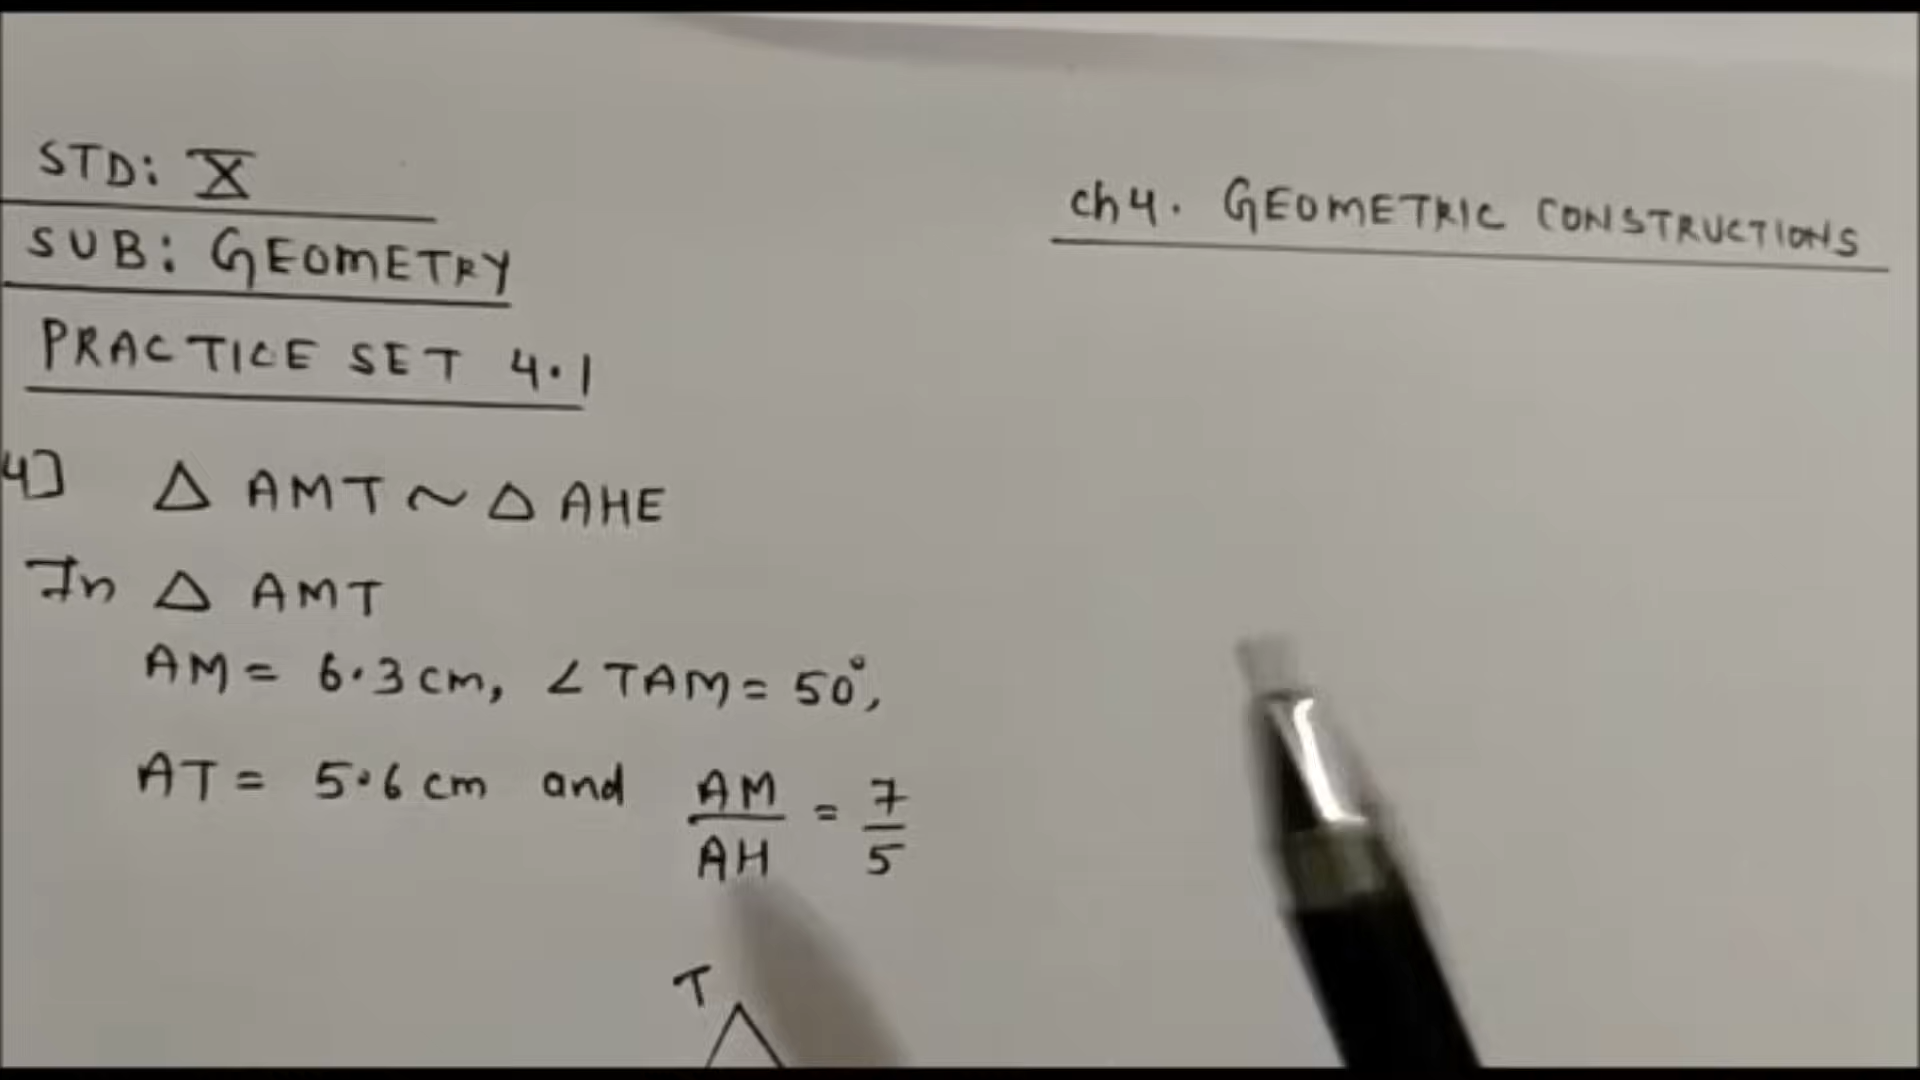 STD: X
ch4. GEOMETRIC CONSTRUCTIONS
SUB: GEOMETRY
PRACTICE SET 4.1
4] △ AMT ~ △ AHE
In △ AMT
AM = 6.3 cm, ∠TAM = 50°,
AT = 5.6 cm and AM/AH = 7/5
T